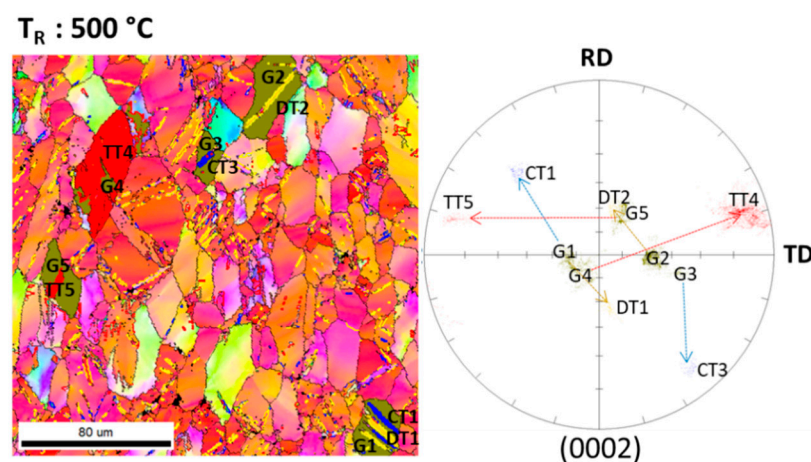 T_R : 500 °C
G2
DT2
G3
CT3
TT4
G4
G5
TT5
CT1
DT1
G1
80 um
RD
CT1
TT5
DT2
G5
TT4
G1
G2
TD
G4
G3
DT1
CT3
(0002)